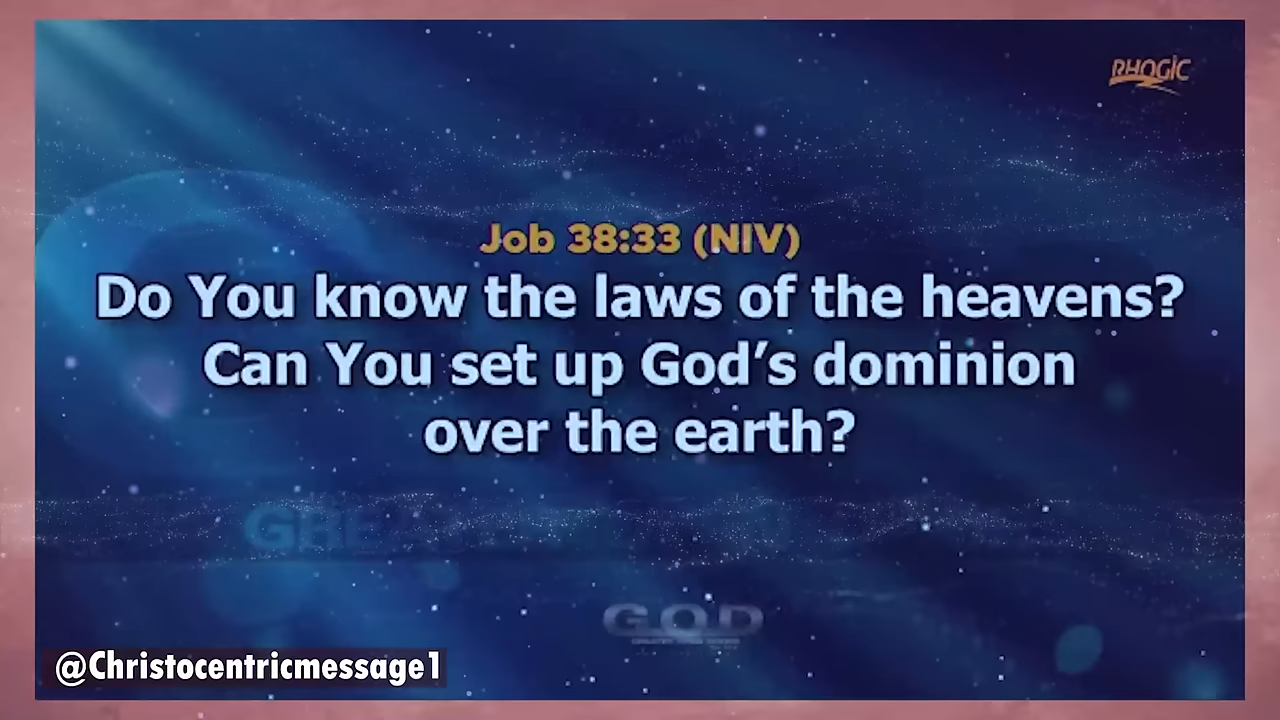 RHOGIC
Job 38:33 (NIV)
Do You know the laws of the heavens?
Can You set up God’s dominion
over the earth?
G.O.D
@Christocentricmessage1